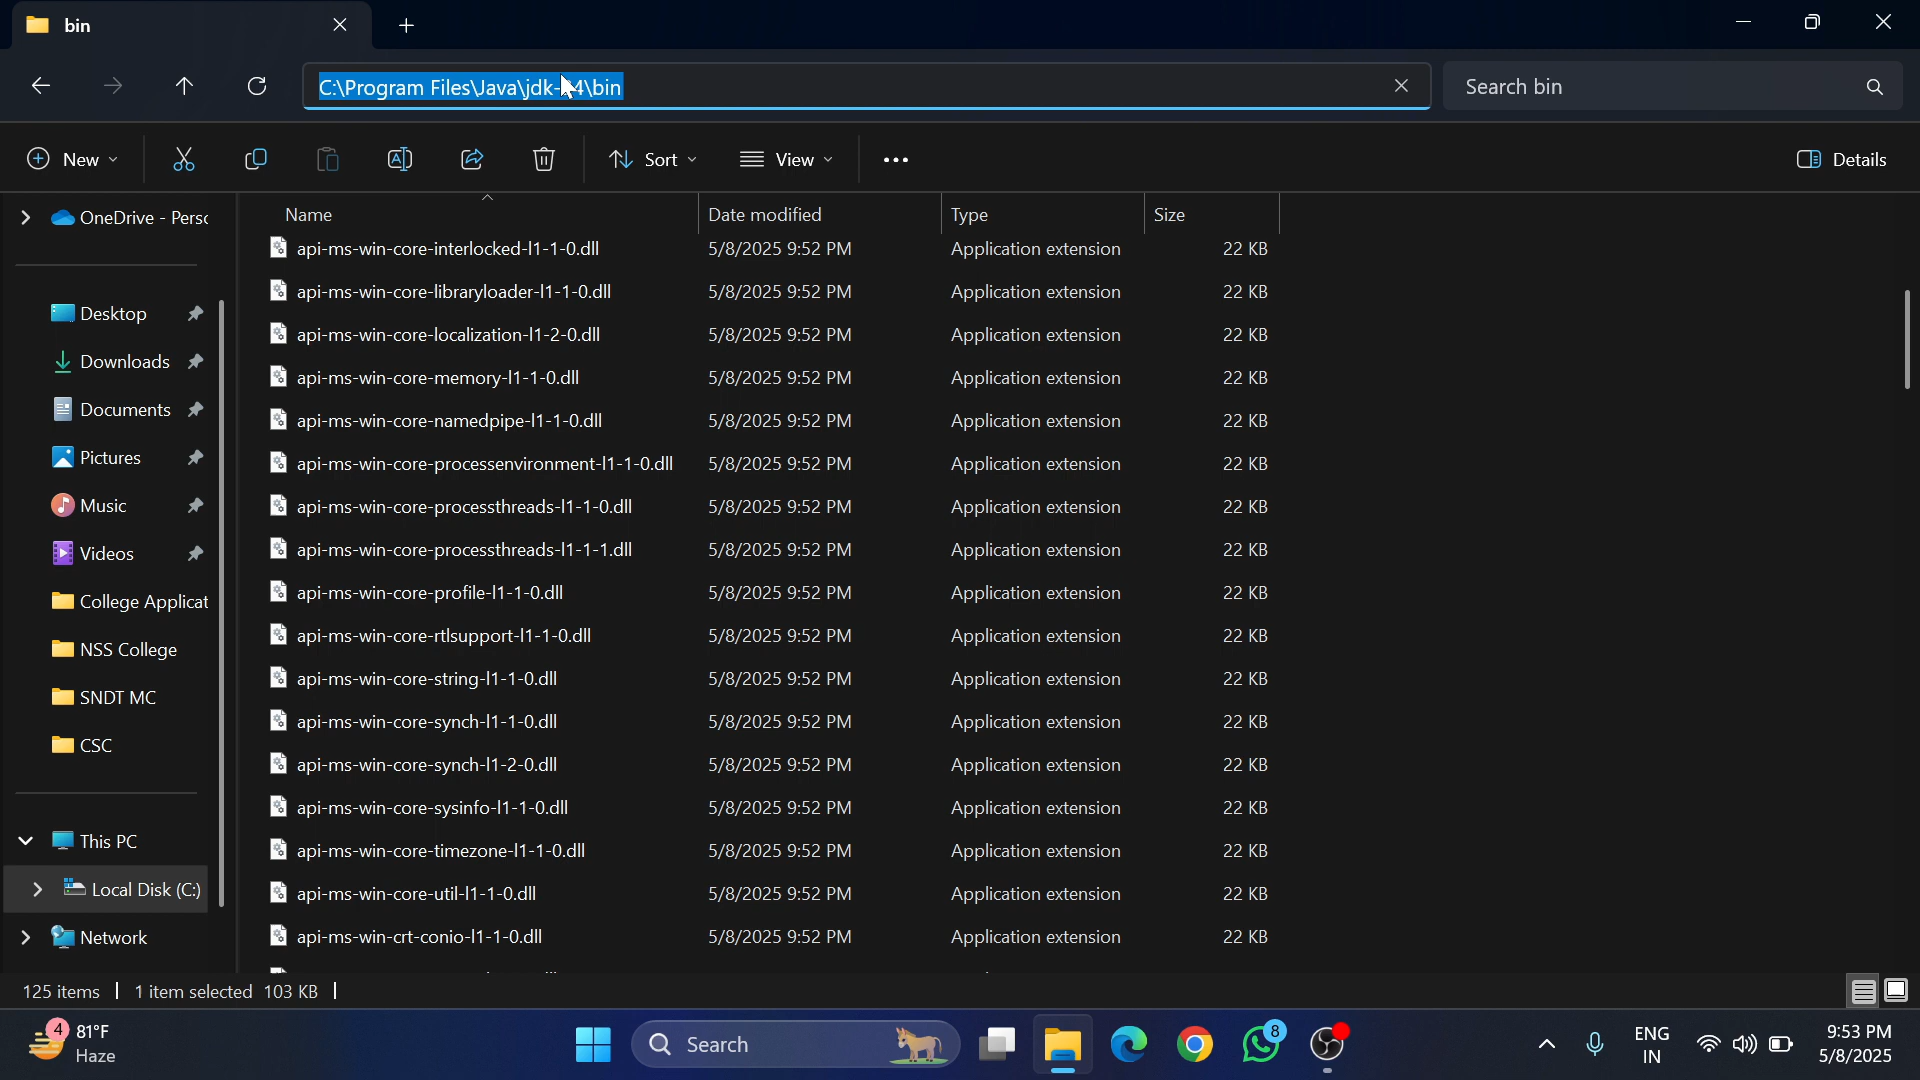 bin
C:\Program Files\Java\jdk-24\bin
Search bin
New
Sort
View
Details
Name
Date modified
Type
Size
OneDrive - Perso
Desktop
Downloads
Documents
Pictures
Music
Videos
College Applicat
NSS College
SNDT MC
CSC
This PC
Local Disk (C:)
Network
api-ms-win-core-interlocked-l1-1-0.dll 5/8/2025 9:52 PM Application extension 22 KB
api-ms-win-core-libraryloader-l1-1-0.dll 5/8/2025 9:52 PM Application extension 22 KB
api-ms-win-core-localization-l1-2-0.dll 5/8/2025 9:52 PM Application extension 22 KB
api-ms-win-core-memory-l1-1-0.dll 5/8/2025 9:52 PM Application extension 22 KB
api-ms-win-core-namedpipe-l1-1-0.dll 5/8/2025 9:52 PM Application extension 22 KB
api-ms-win-core-processenvironment-l1-1-0.dll 5/8/2025 9:52 PM Application extension 22 KB
api-ms-win-core-processthreads-l1-1-0.dll 5/8/2025 9:52 PM Application extension 22 KB
api-ms-win-core-processthreads-l1-1-1.dll 5/8/2025 9:52 PM Application extension 22 KB
api-ms-win-core-profile-l1-1-0.dll 5/8/2025 9:52 PM Application extension 22 KB
api-ms-win-core-rtlsupport-l1-1-0.dll 5/8/2025 9:52 PM Application extension 22 KB
api-ms-win-core-string-l1-1-0.dll 5/8/2025 9:52 PM Application extension 22 KB
api-ms-win-core-synch-l1-1-0.dll 5/8/2025 9:52 PM Application extension 22 KB
api-ms-win-core-synch-l1-2-0.dll 5/8/2025 9:52 PM Application extension 22 KB
api-ms-win-core-sysinfo-l1-1-0.dll 5/8/2025 9:52 PM Application extension 22 KB
api-ms-win-core-timezone-l1-1-0.dll 5/8/2025 9:52 PM Application extension 22 KB
api-ms-win-core-util-l1-1-0.dll 5/8/2025 9:52 PM Application extension 22 KB
api-ms-win-crt-conio-l1-1-0.dll 5/8/2025 9:52 PM Application extension 22 KB
125 items 1 item selected 103 KB
4
81°F
Haze
Search
8
ENG
IN
9:53 PM
5/8/2025